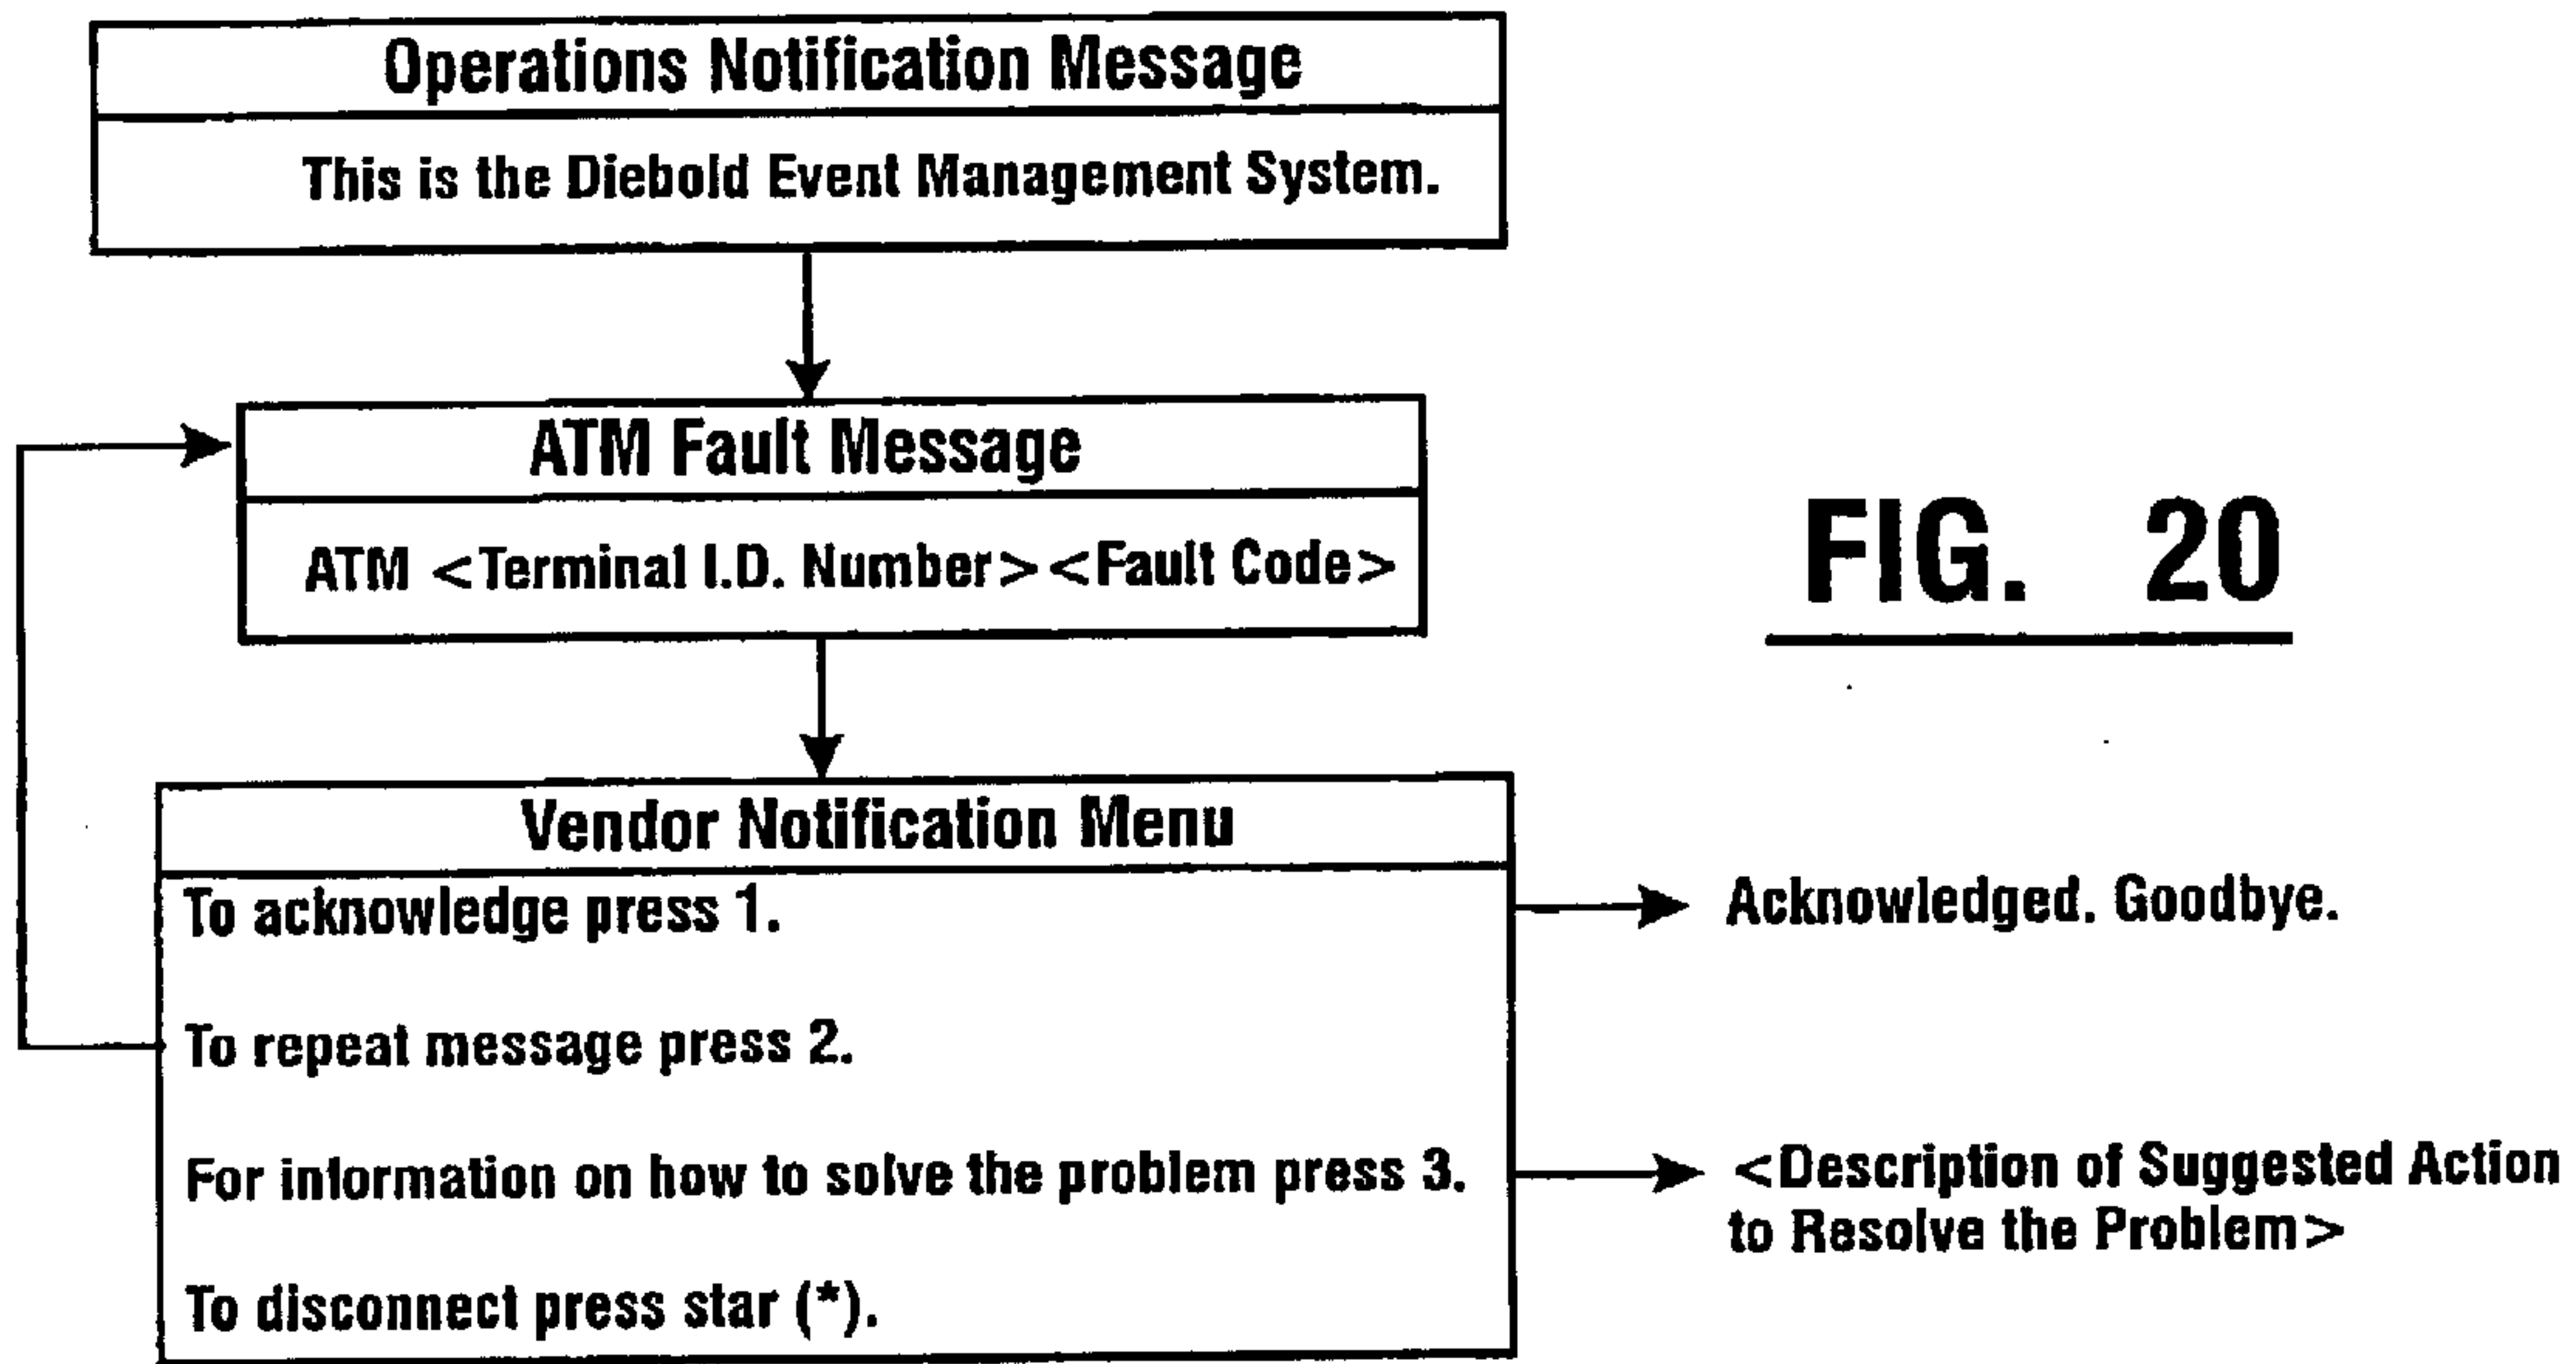 Operations Notification Message
This is the Diebold Event Management System.
ATM Fault Message
ATM <Terminal I.D. Number><Fault Code>
FIG. 20
Vendor Notification Menu
To acknowledge press 1.
Acknowledged. Goodbye.
To repeat message press 2.
For information on how to solve the problem press 3.
<Description of Suggested Action
to Resolve the Problem>
To disconnect press star (*).